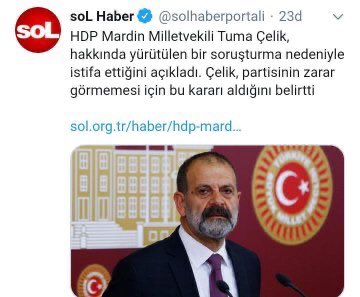 soL
soL Haber @solhaberportali · 23d
HDP Mardin Milletvekili Tuma Çelik,
hakkında yürütülen bir soruşturma nedeniyle
istifa ettiğini açıkladı. Çelik, partisinin zarar
görmemesi için bu kararı aldığını belirtti
sol.org.tr/haber/hdp-mard...